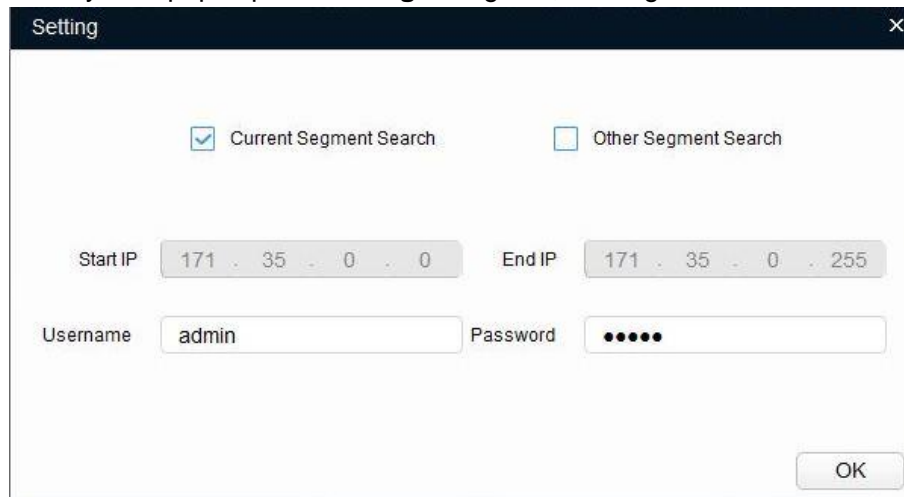 Setting
Current Segment Search Other Segment Search
Start IP 171 . 35 . 0 . 0 End IP 171 . 35 . 0 . 255
Username admin Password •••••
OK